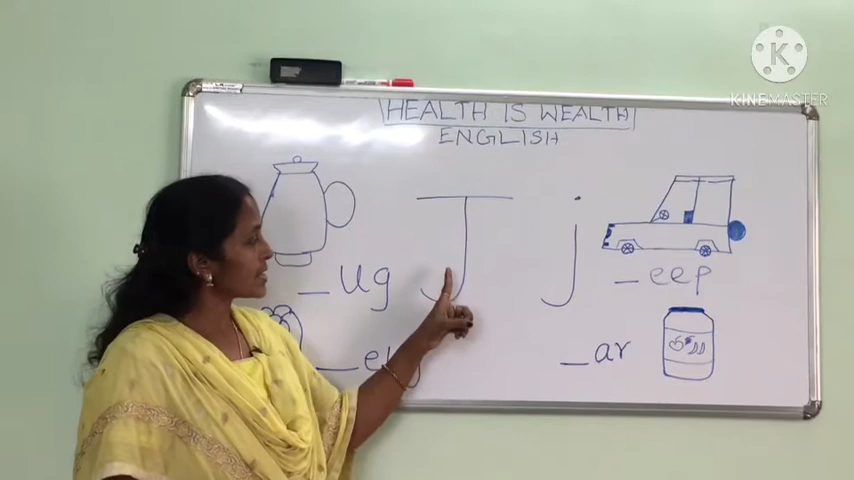 HEALTH IS WEALTH
ENGLISH
J j
_ug
_eep
_ar
K
KINEMASTER